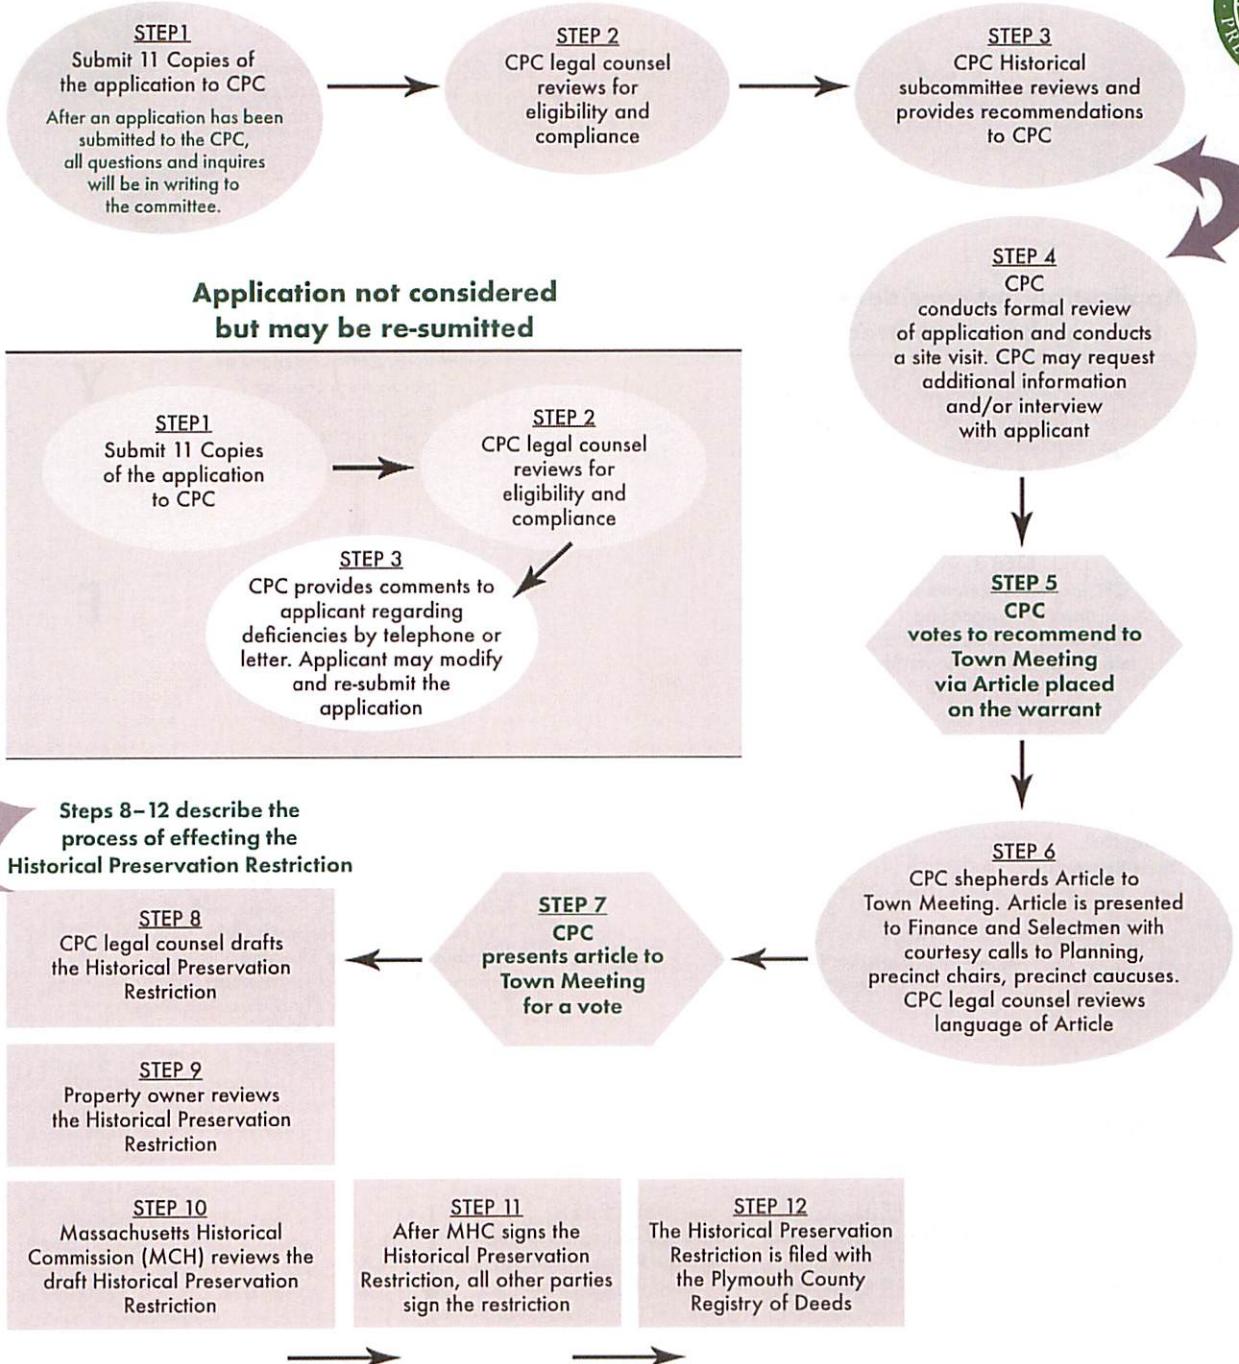 STEP1
Submit 11 Copies of
the application to CPC
After an application has been
submitted to the CPC,
all questions and inquires
will be in writing to
the committee.
STEP 2
CPC legal counsel
reviews for
eligibility and
compliance
STEP 3
CPC Historical
subcommittee reviews and
provides recommendations
to CPC
STEP 4
CPC
conducts formal review
of application and conducts
a site visit. CPC may request
additional information
and/or interview
with applicant
Application not considered
but may be re-sumitted
STEP1
Submit 11 Copies
of the application
to CPC
STEP 2
CPC legal counsel
reviews for
eligibility and
compliance
STEP 3
CPC provides comments to
applicant regarding
deficiencies by telephone or
letter. Applicant may modify
and re-submit the
application
STEP 5
CPC
votes to recommend to
Town Meeting
via Article placed
on the warrant
STEP 6
CPC shepherds Article to
Town Meeting. Article is presented
to Finance and Selectmen with
courtesy calls to Planning,
precinct chairs, precinct caucuses.
CPC legal counsel reviews
language of Article
STEP 7
CPC
presents article to
Town Meeting
for a vote
Steps 8–12 describe the
process of effecting the
Historical Preservation Restriction
STEP 8
CPC legal counsel drafts
the Historical Preservation
Restriction
STEP 9
Property owner reviews
the Historical Preservation
Restriction
STEP 10
Massachusetts Historical
Commission (MCH) reviews the
draft Historical Preservation
Restriction
STEP 11
After MHC signs the
Historical Preservation
Restriction, all other parties
sign the restriction
STEP 12
The Historical Preservation
Restriction is filed with
the Plymouth County
Registry of Deeds